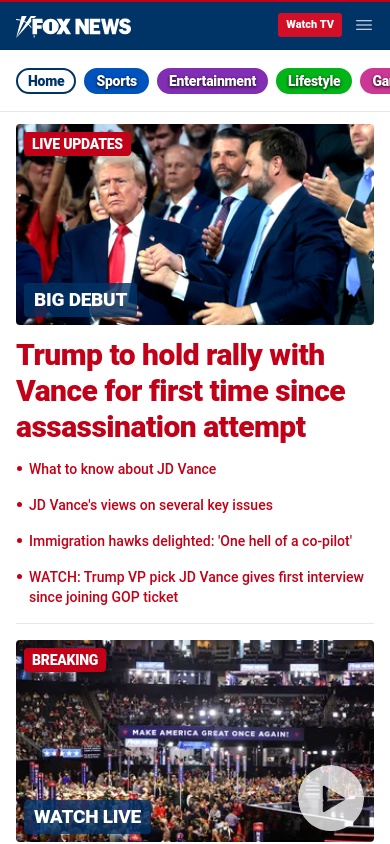 FOX NEWS
Watch TV
Home
Sports
Entertainment
Lifestyle
Ga
LIVE UPDATES
BIG DEBUT
Trump to hold rally with
Vance for first time since
assassination attempt
• What to know about JD Vance
• JD Vance's views on several key issues
• Immigration hawks delighted: 'One hell of a co-pilot'
• WATCH: Trump VP pick JD Vance gives first interview
since joining GOP ticket
BREAKING
MAKE AMERICA GREAT ONCE AGAIN!
WATCH LIVE